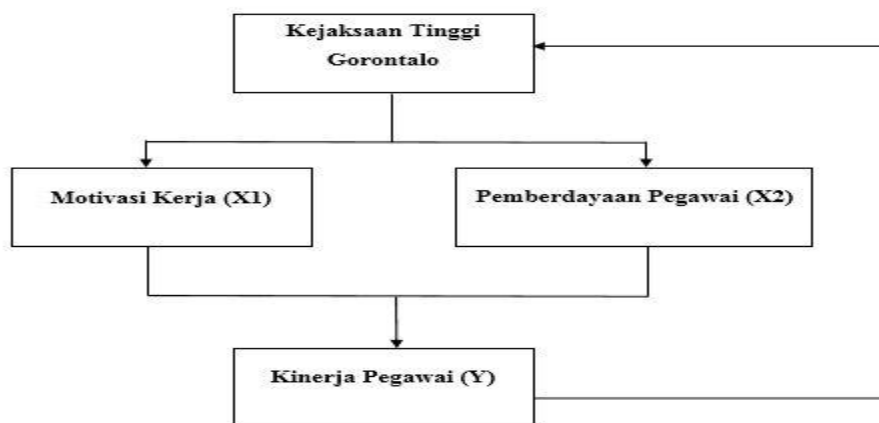 Kejaksaan Tinggi
Gorontalo
Motivasi Kerja (X1)
Pemberdayaan Pegawai (X2)
Kinerja Pegawai (Y)